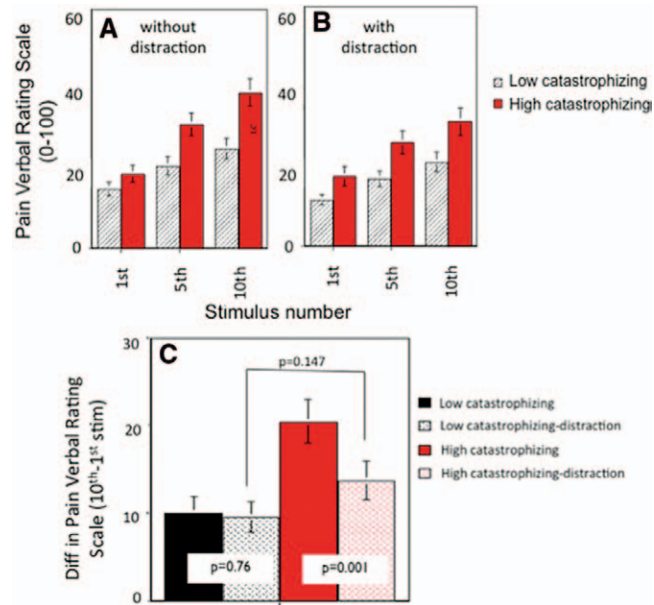 A
without
distraction
B
with
distraction
60
40
20
0
60
40
20
0
Pain Verbal Rating Scale
(0-100)
Low catastrophizing
High catastrophizing
1st
5th
10th
1st
5th
10th
Stimulus number
C
30
20
10
0
Diff in Pain Verbal Rating
Scale (10th-1st stim)
p=0.147
p=0.76
p=0.001
Low catastrophizing
Low catastrophizing-distraction
High catastrophizing
High catastrophizing-distraction